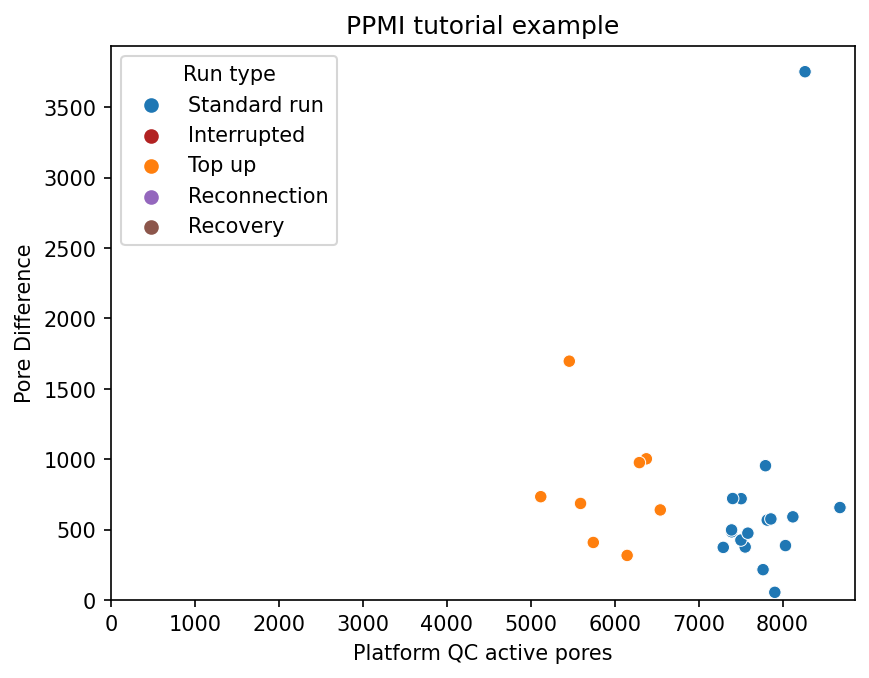 PPMI tutorial example
Run type
Standard run
Interrupted
Top up
Reconnection
Recovery
Pore Difference
3500
3000
2500
2000
1500
1000
500
0
0 1000 2000 3000 4000 5000 6000 7000 8000
Platform QC active pores